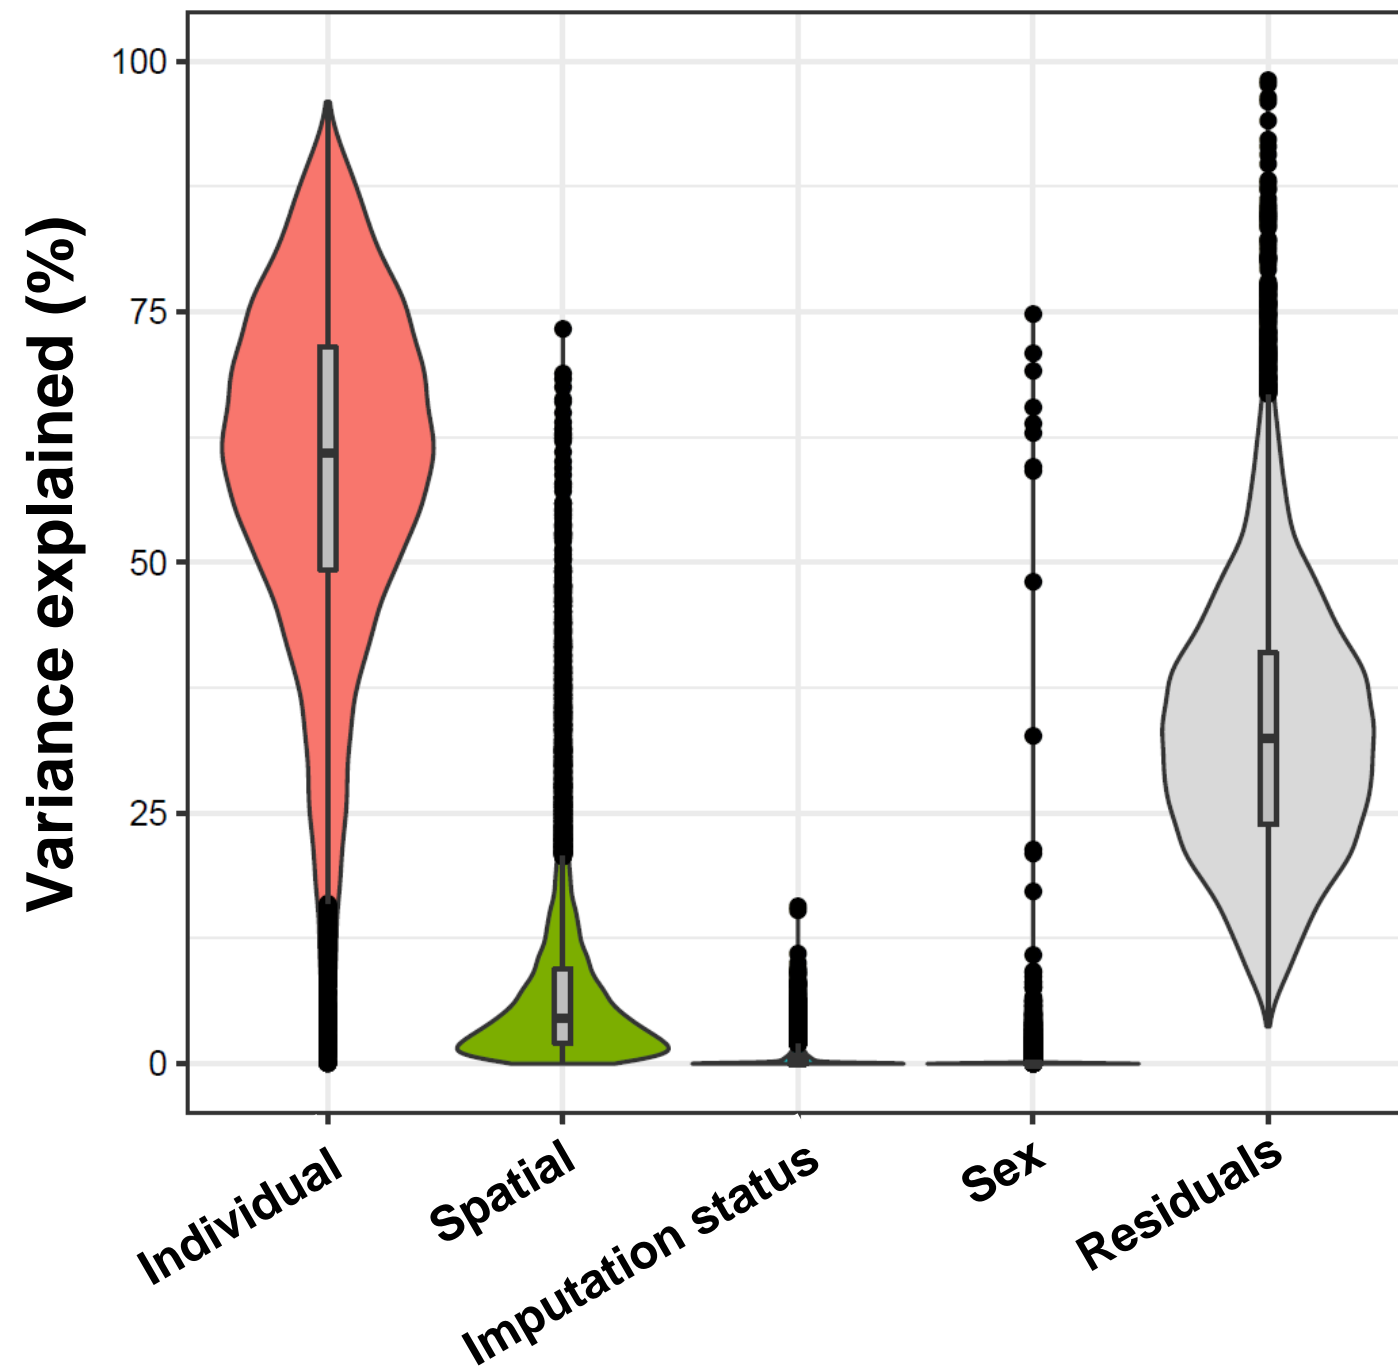 Variance explained (%)
100
75
50
25
0
Individual
Spatial
Imputation status
Sex
Residuals